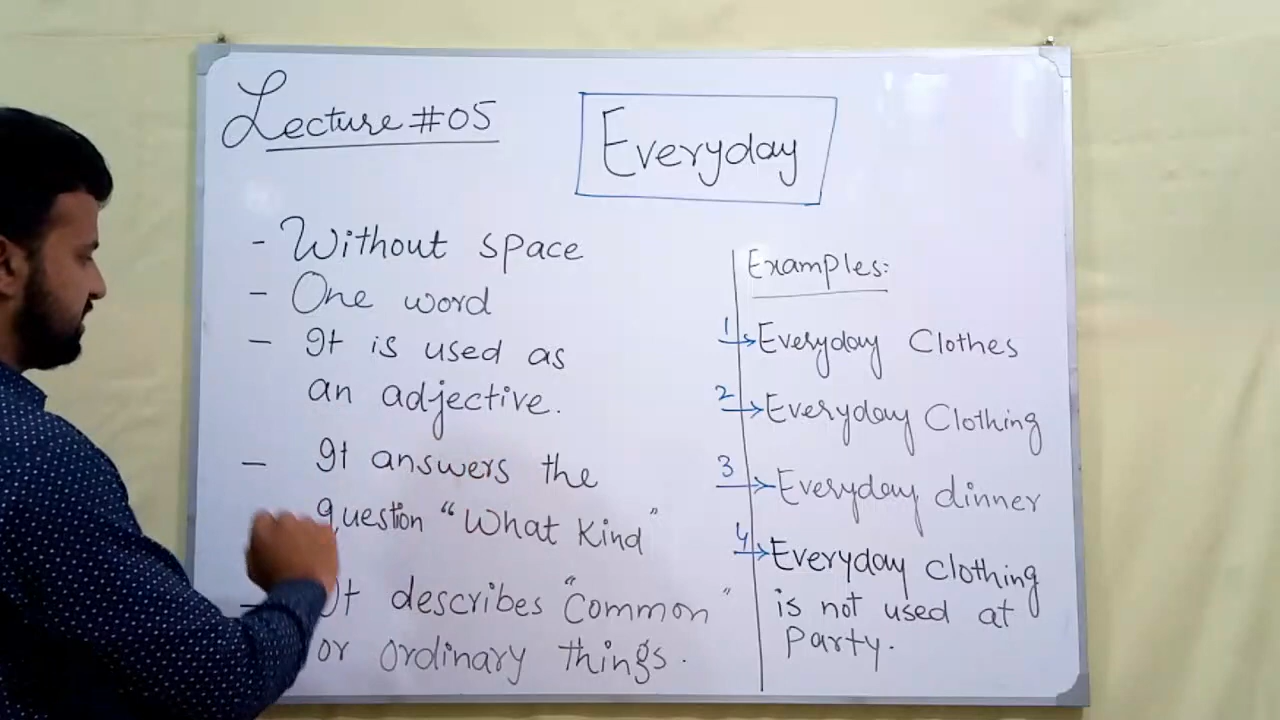 Lecture #05
Everyday
- Without space
- One word
- It is used as
an adjective.
- It answers the
question "What Kind"
- It describes "common"
or ordinary things.
Examples:
1 → Everyday Clothes
2 → Everyday Clothing
3 → Everyday dinner
4 → Everyday clothing
is not used at
Party.